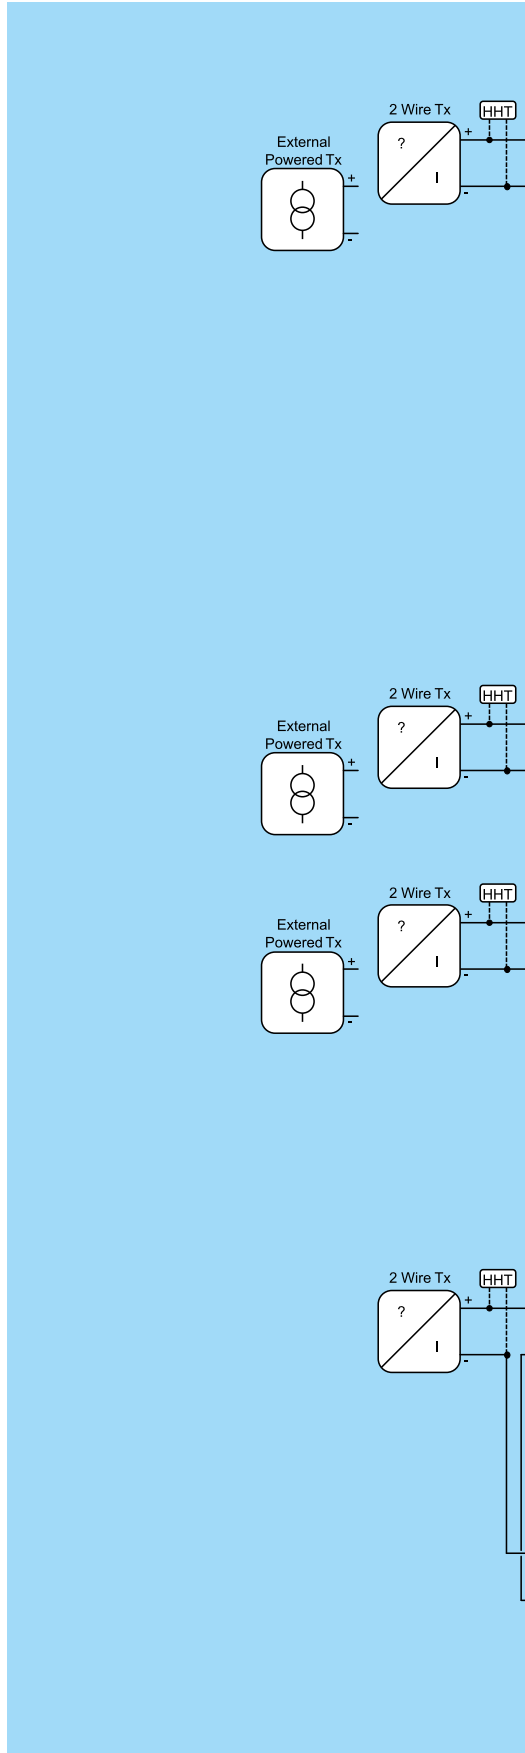 2 Wire Tx
HHT
+
?
I
-
External
Powered Tx
+
-
2 Wire Tx
HHT
+
?
I
-
External
Powered Tx
+
-
2 Wire Tx
HHT
+
?
I
-
External
Powered Tx
+
-
2 Wire Tx
HHT
+
?
I
-